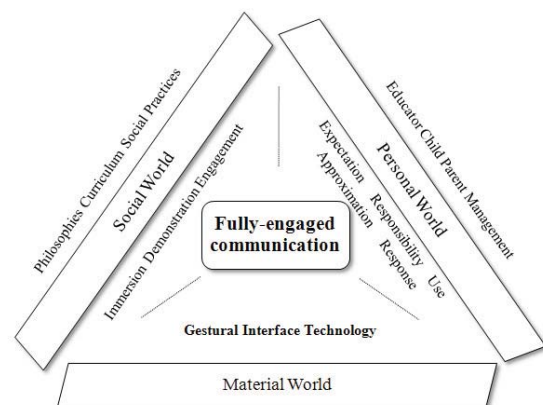 Philosophies Curriculum Social Practices
Social World
Immersion Demonstration Engagement
Educator Child Parent Management
Personal World
Expectation Responsibility Use
Approximation Response
Fully-engaged
communication
Gestural Interface Technology
Material World